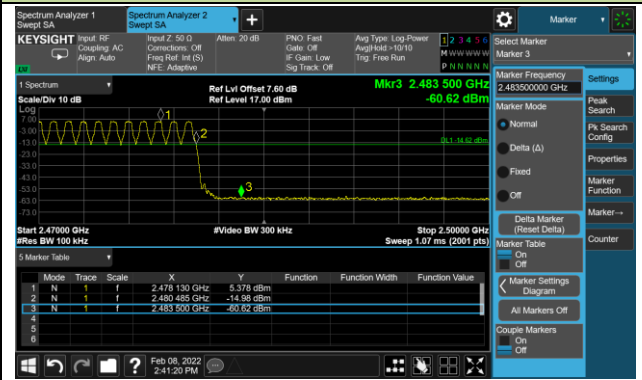 Spectrum Analyzer 1
Swept SA
Spectrum Analyzer 2
Swept SA
Marker
KEYSIGHT
Input: RF
Coupling: AC
Align: Auto
Input Z: 50 Ω
Corrections: Off
Freq Ref: Int (S)
NFE: Adaptive
Atten: 20 dB
PNO: Fast
Gate: Off
IF Gain: Low
Sig Track: Off
Avg Type: Log-Power
Avg|Hold:>10/10
Trig: Free Run
1 2 3 4 5 6
M W W W W W
P N N N N N
Select Marker
Marker 3
1 Spectrum
Scale/Div 10 dB
Ref Lvl Offset 7.60 dB
Ref Level 17.00 dBm
Mkr3 2.483 500 GHz
-60.62 dBm
Log
7.00
-3.00
-13.0
-23.0
-33.0
-43.0
-53.0
-63.0
-73.0
1
2
3
DL1 -14.62 dBm
Start 2.47000 GHz
#Res BW 100 kHz
#Video BW 300 kHz
Stop 2.50000 GHz
Sweep 1.07 ms (2001 pts)
5 Marker Table
Mode Trace Scale X Y Function Function Width Function Value
1 N 1 f 2.478 130 GHz 5.378 dBm
2 N 1 f 2.480 485 GHz -14.98 dBm
3 N 1 f 2.483 500 GHz -60.62 dBm
4
5
6
Marker Frequency
2.483500000 GHz
Marker Mode
Normal
Delta (Δ)
Fixed
Off
Delta Marker
(Reset Delta)
Marker Table
On
Off
Marker Settings
Diagram
All Markers Off
Couple Markers
On
Off
Settings
Peak
Search
Pk Search
Config
Properties
Marker
Function
Marker→
Counter
?
Feb 08, 2022
2:41:20 PM